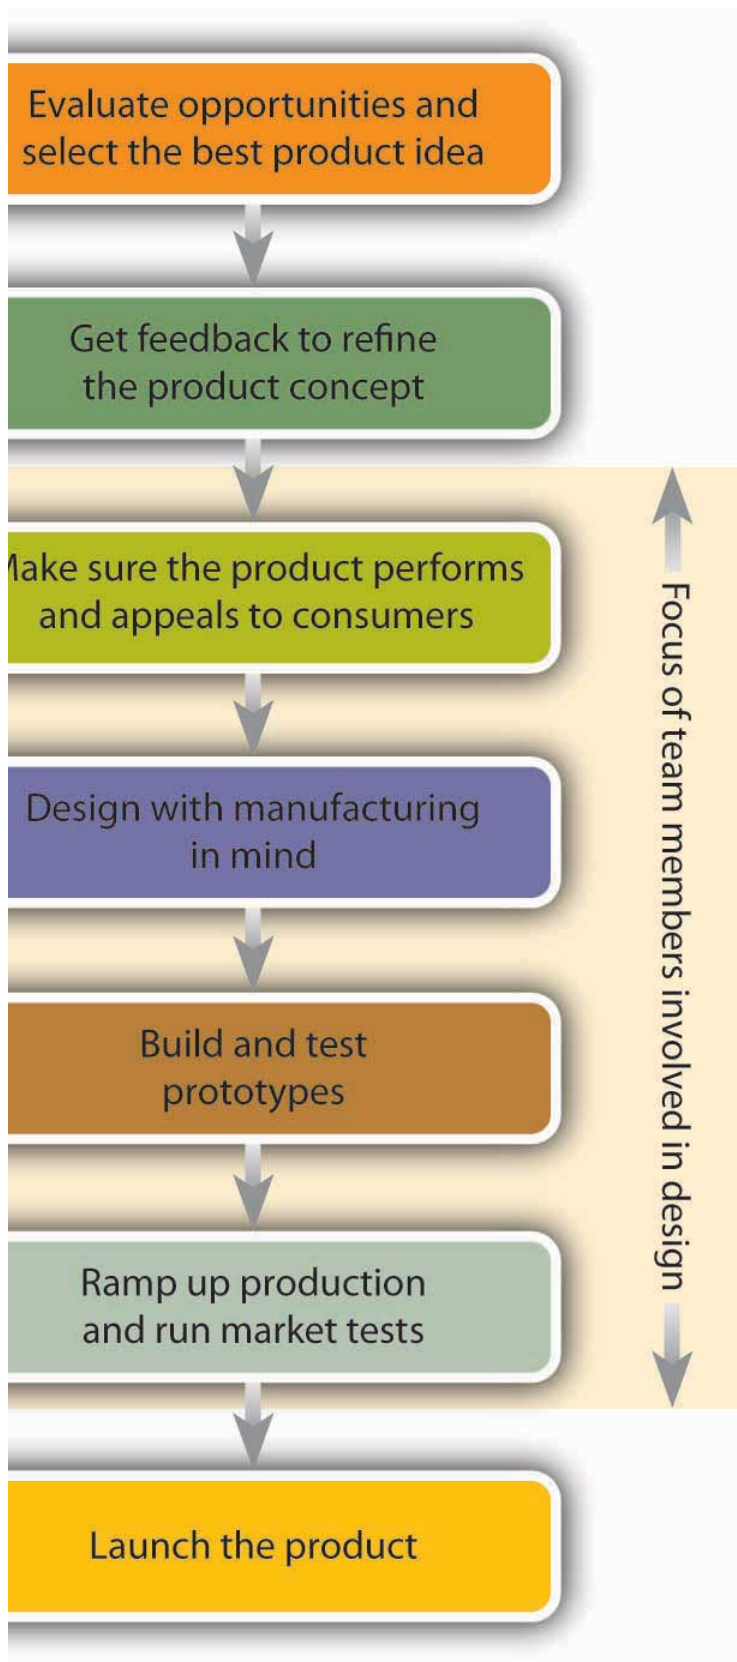 Evaluate opportunities and
select the best product idea
Get feedback to refine
the product concept
Make sure the product performs
and appeals to consumers
Design with manufacturing
in mind
Build and test
prototypes
Ramp up production
and run market tests
Launch the product
Focus of team members involved in design